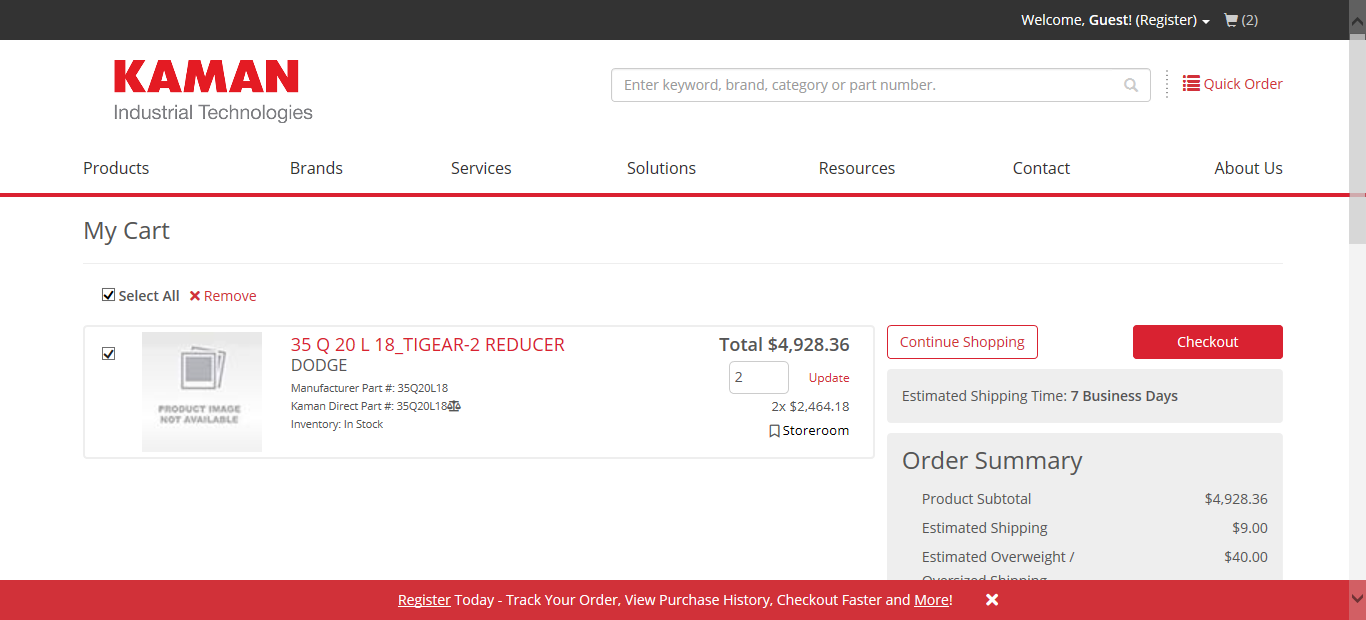 Welcome, Guest! (Register) (2)
KAMAN
Industrial Technologies
Enter keyword, brand, category or part number.
Quick Order
Products Brands Services Solutions Resources Contact About Us
My Cart
Select All Remove
PRODUCT IMAGE
NOT AVAILABLE
35 Q 20 L 18_TIGEAR-2 REDUCER
DODGE
Manufacturer Part #: 35Q20L18
Kaman Direct Part #: 35Q20L18
Inventory: In Stock
Total $4,928.36
2 Update
2x $2,464.18
Storeroom
Continue Shopping Checkout
Estimated Shipping Time: 7 Business Days
Order Summary
Product Subtotal $4,928.36
Estimated Shipping $9.00
Estimated Overweight / $40.00
Oversized Shipping
Register Today - Track Your Order, View Purchase History, Checkout Faster and More!